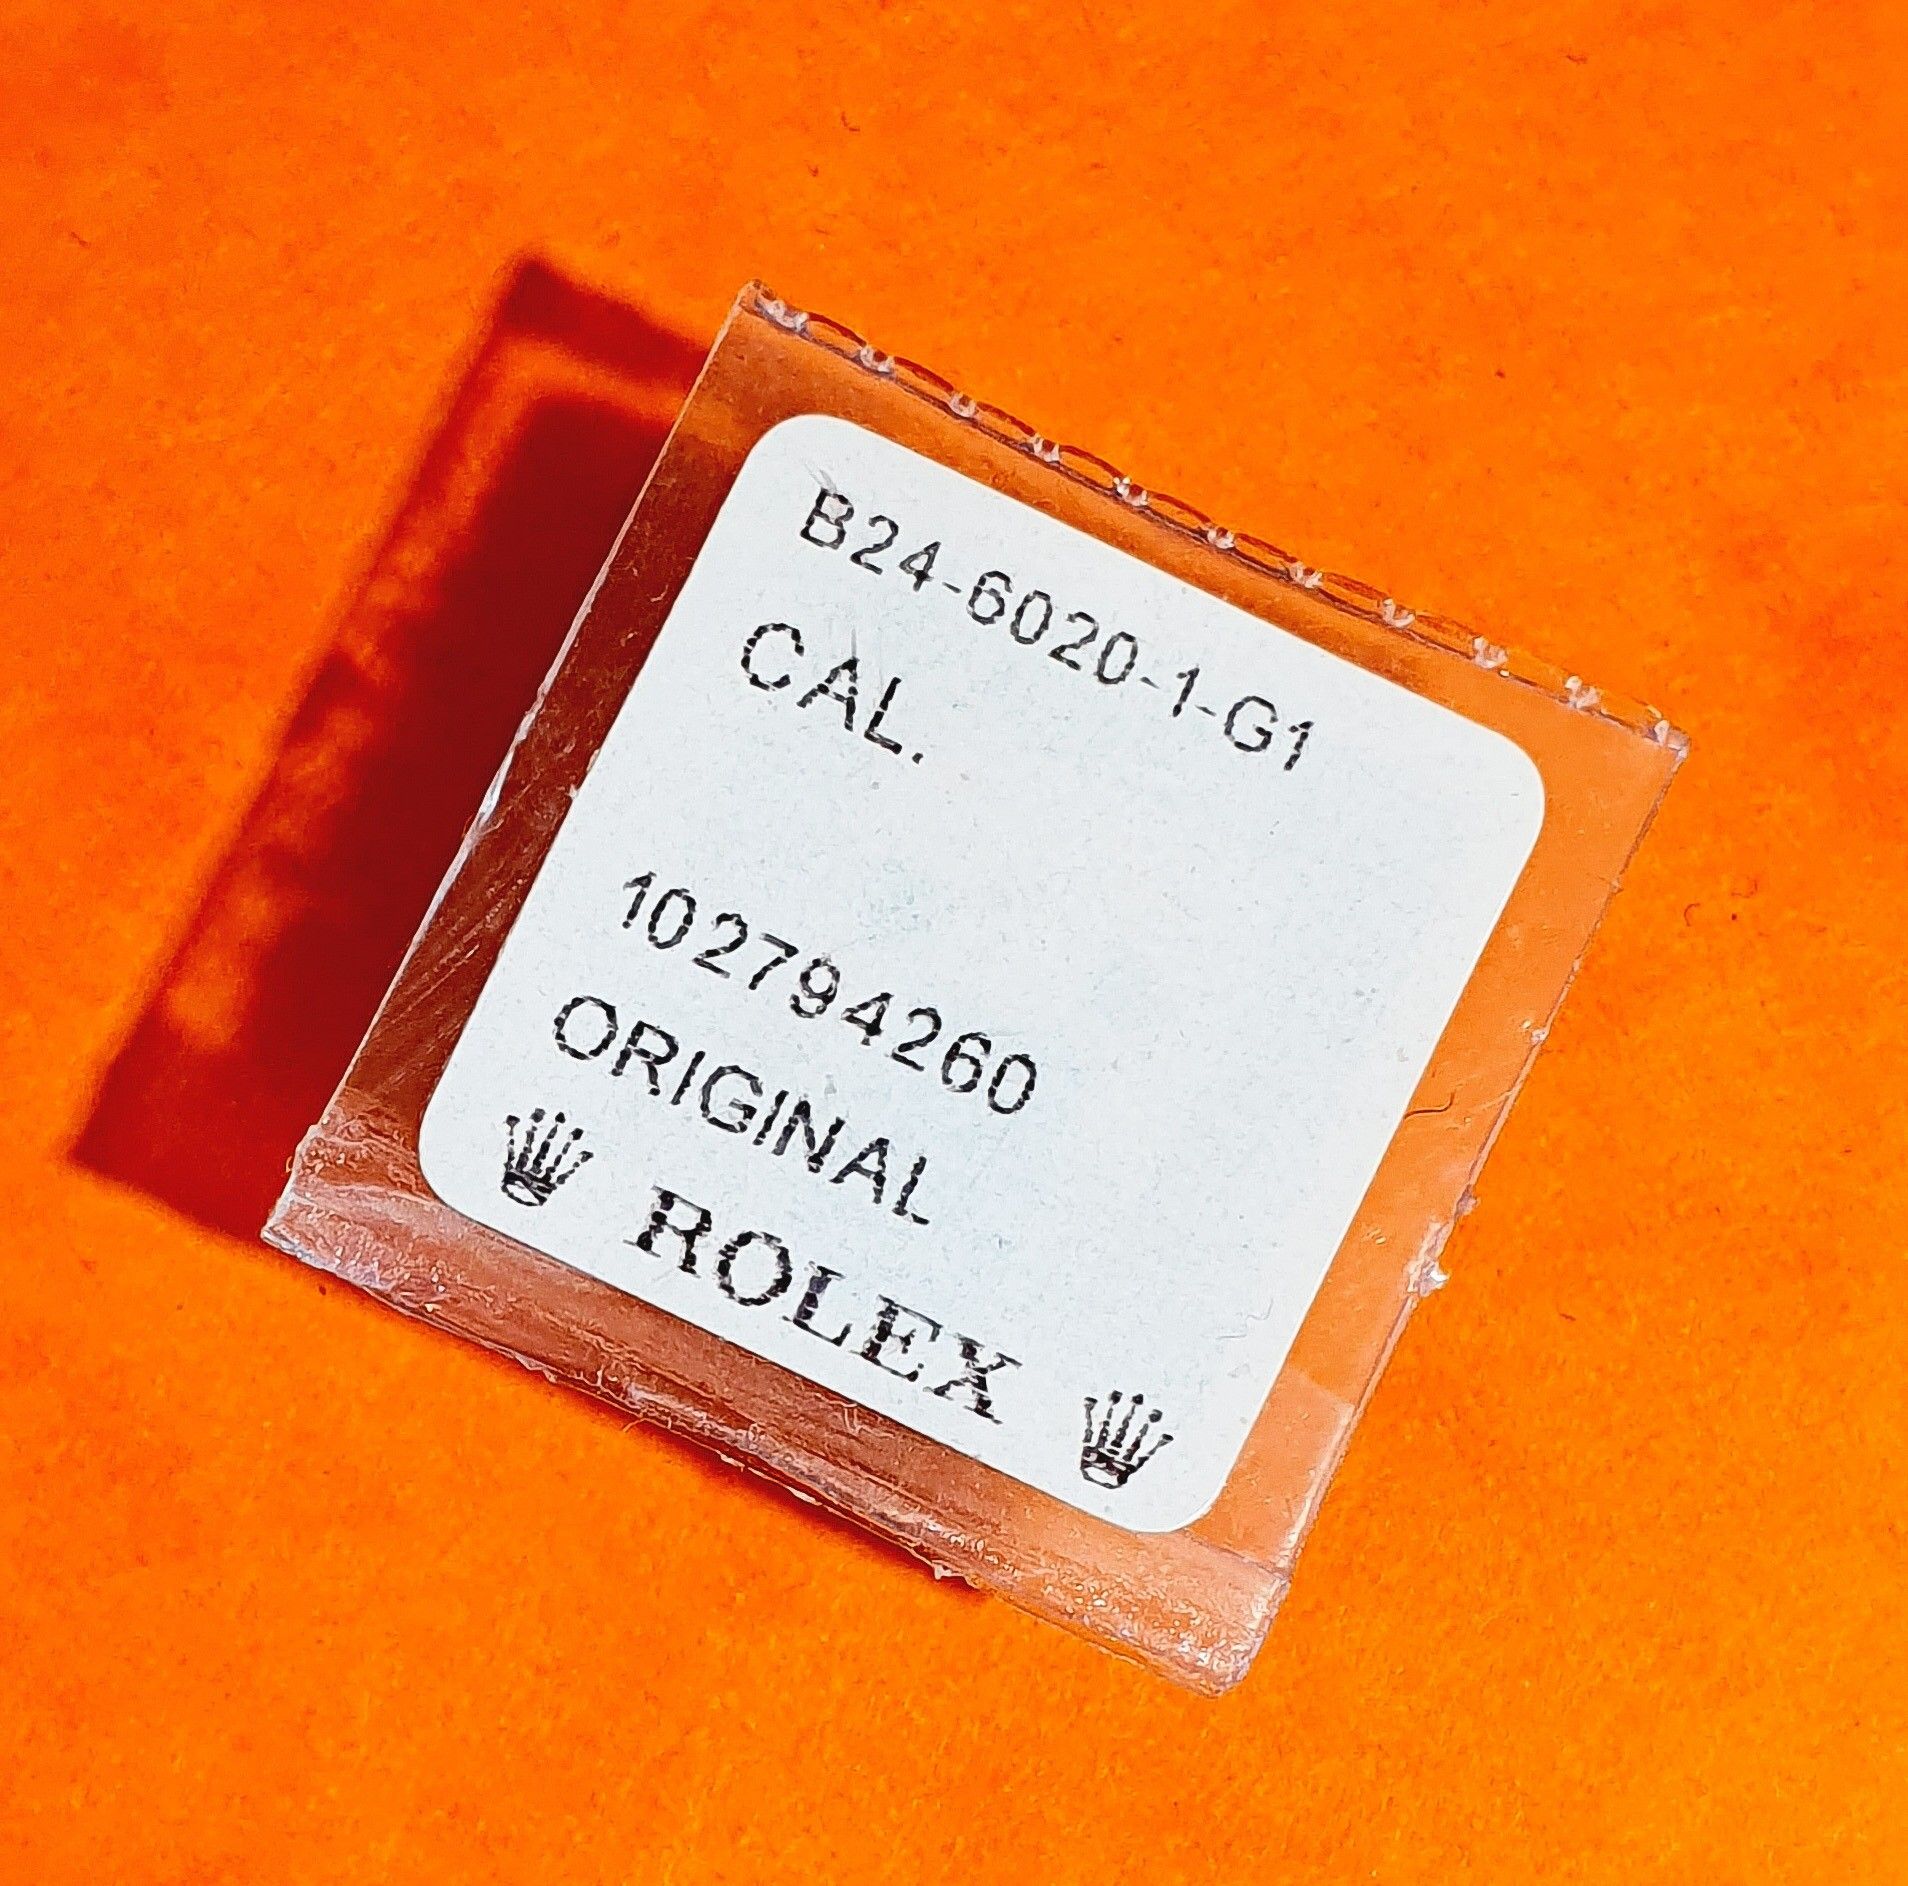 B24-6020-1-G1
CAL.
102794260
ORIGINAL
ROLEX